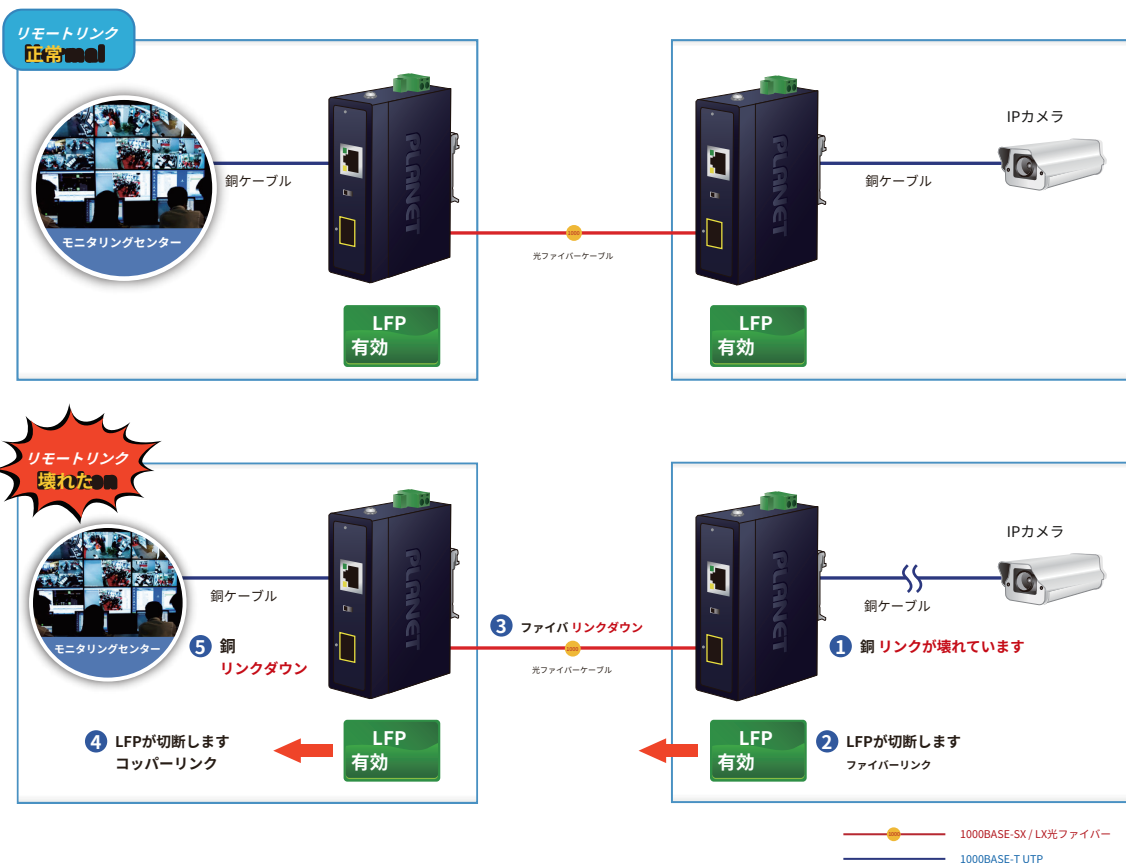 リモートリンク
正常mal
IPカメラ
PLANET
PLANET
銅ケーブル
銅ケーブル
モニタリングセンター
1000
光ファイバーケーブル
LFP
有効
LFP
有効
リモートリンク
壊れたen
IPカメラ
PLANET
PLANET
銅ケーブル
銅ケーブル
モニタリングセンター
3 ファイバ リンクダウン
1000
光ファイバーケーブル
5 銅
リンクダウン
1 銅 リンクが壊れています
4 LFPが切断します
コッパーリンク
LFP
有効
LFP
有効
2 LFPが切断します
ファイバーリンク
1000
1000BASE-SX / LX光ファイバー
1000BASE-T UTP